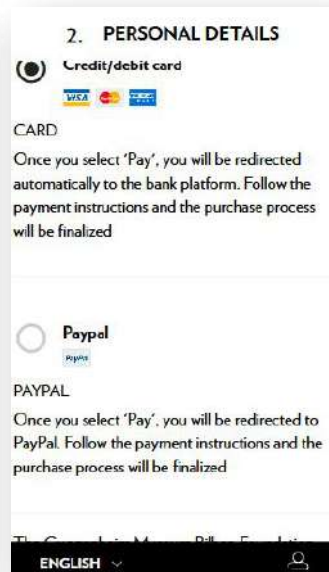 2. PERSONAL DETAILS
Credit/debit card
VISA
CARD
Once you select 'Pay', you will be redirected
automatically to the bank platform. Follow the
payment instructions and the purchase process
will be finalized
Paypal
PayPal
PAYPAL
Once you select 'Pay', you will be redirected to
PayPal. Follow the payment instructions and the
purchase process will be finalized
ENGLISH